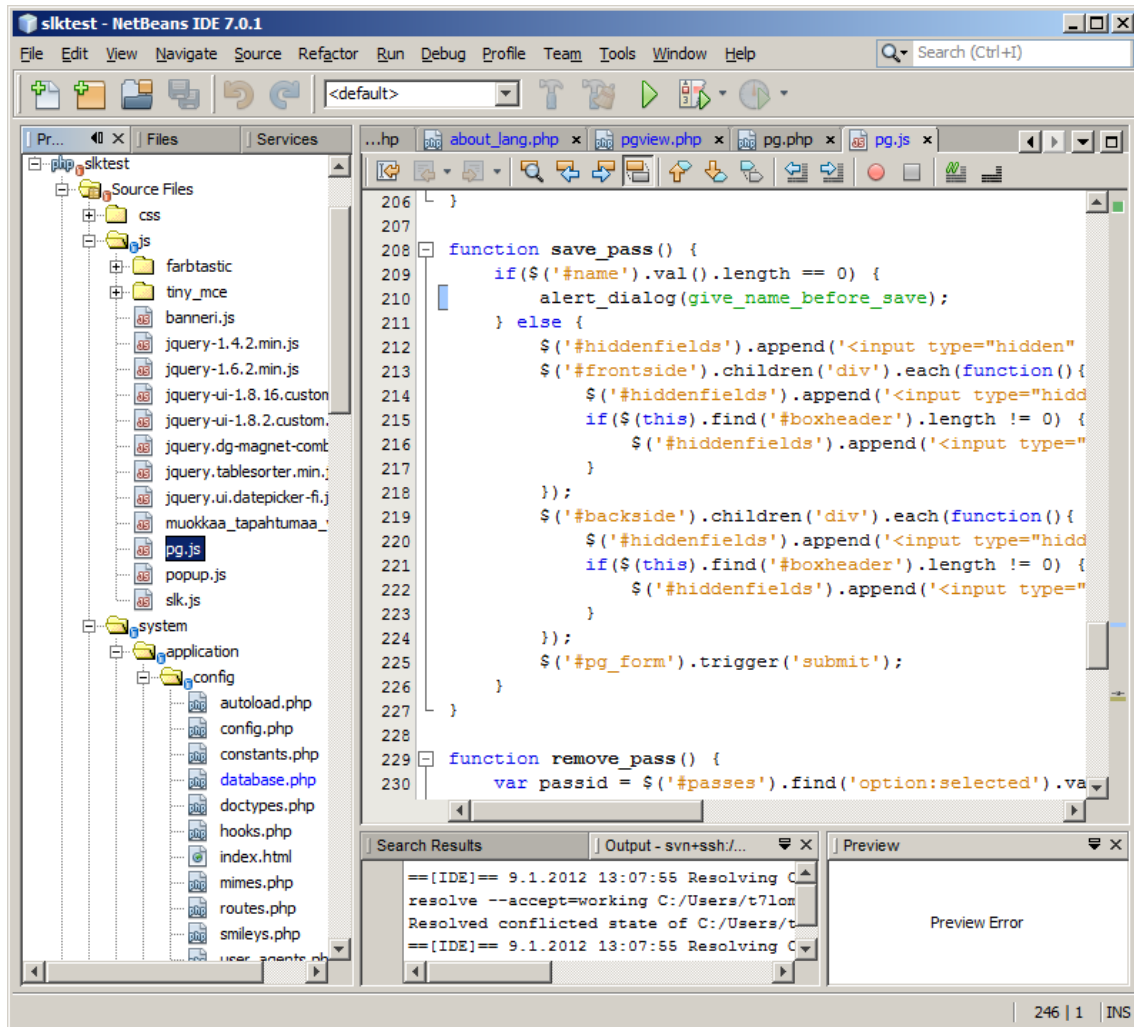 slktest - NetBeans IDE 7.0.1
File Edit View Navigate Source Refactor Run Debug Profile Team Tools Window Help
Search (Ctrl+I)
<default>
Pr... Files Services
slktest
Source Files
css
js
farbtastic
tiny_mce
banneri.js
jquery-1.4.2.min.js
jquery-1.6.2.min.js
jquery-ui-1.8.16.custon
jquery-ui-1.8.2.custom.
jquery.dg-magnet-comb
jquery.tablesorter.min.j
jquery.ui.datepicker-fi.j
muokkaa_tapahtumaa_
pg.js
popup.js
slk.js
system
application
config
autoload.php
config.php
constants.php
database.php
doctypes.php
hooks.php
index.html
mimes.php
routes.php
smileys.php
user_agents.ph
...hp about_lang.php pgview.php pg.php pg.js
206 }
207
208 function save_pass() {
209 if($('#name').val().length == 0) {
210 alert_dialog(give_name_before_save);
211 } else {
212 $('#hiddenfields').append('<input type="hidden"
213 $('#frontside').children('div').each(function(){
214 $('#hiddenfields').append('<input type="hidd
215 if($(this).find('#boxheader').length != 0) {
216 $('#hiddenfields').append('<input type="
217 }
218 });
219 $('#backside').children('div').each(function(){
220 $('#hiddenfields').append('<input type="hidd
221 if($(this).find('#boxheader').length != 0) {
222 $('#hiddenfields').append('<input type="
223 }
224 });
225 $('#pg_form').trigger('submit');
226 }
227 }
228
229 function remove_pass() {
230 var passid = $('#passes').find('option:selected').va
Search Results Output - svn+ssh:/...
==[IDE]== 9.1.2012 13:07:55 Resolving C
resolve --accept=working C:/Users/t7lom
Resolved conflicted state of C:/Users/t
==[IDE]== 9.1.2012 13:07:55 Resolving C
Preview
Preview Error
246 | 1 INS